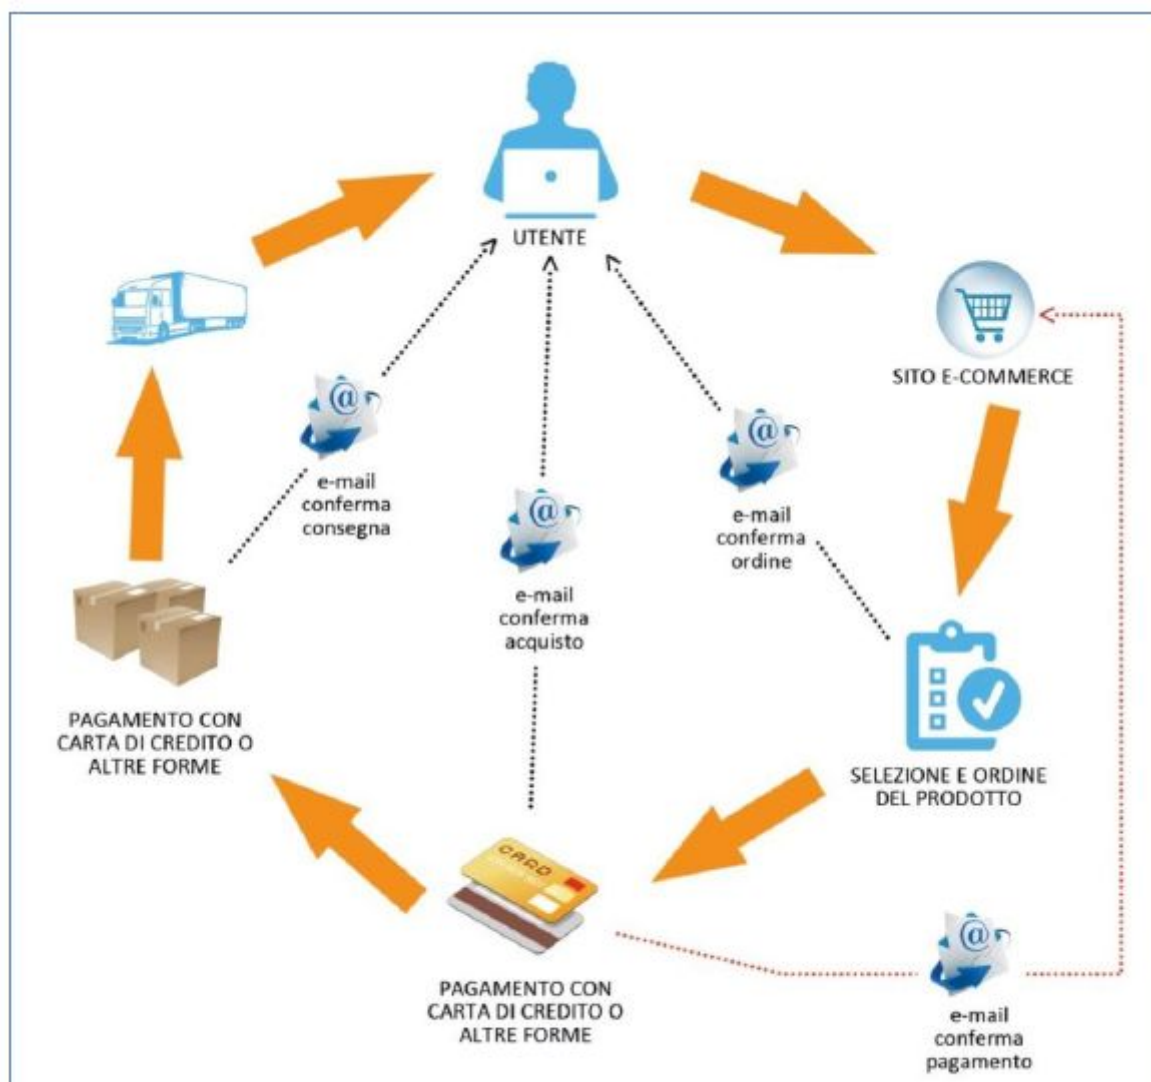 UTENTE
SITO E-COMMERCE
@
e-mail
conferma
consegna
@
e-mail
conferma
ordine
@
e-mail
conferma
acquisto
SELEZIONE E ORDINE
DEL PRODOTTO
PAGAMENTO CON
CARTA DI CREDITO O
ALTRE FORME
CARD
PAGAMENTO CON
CARTA DI CREDITO O
ALTRE FORME
@
e-mail
conferma
pagamento